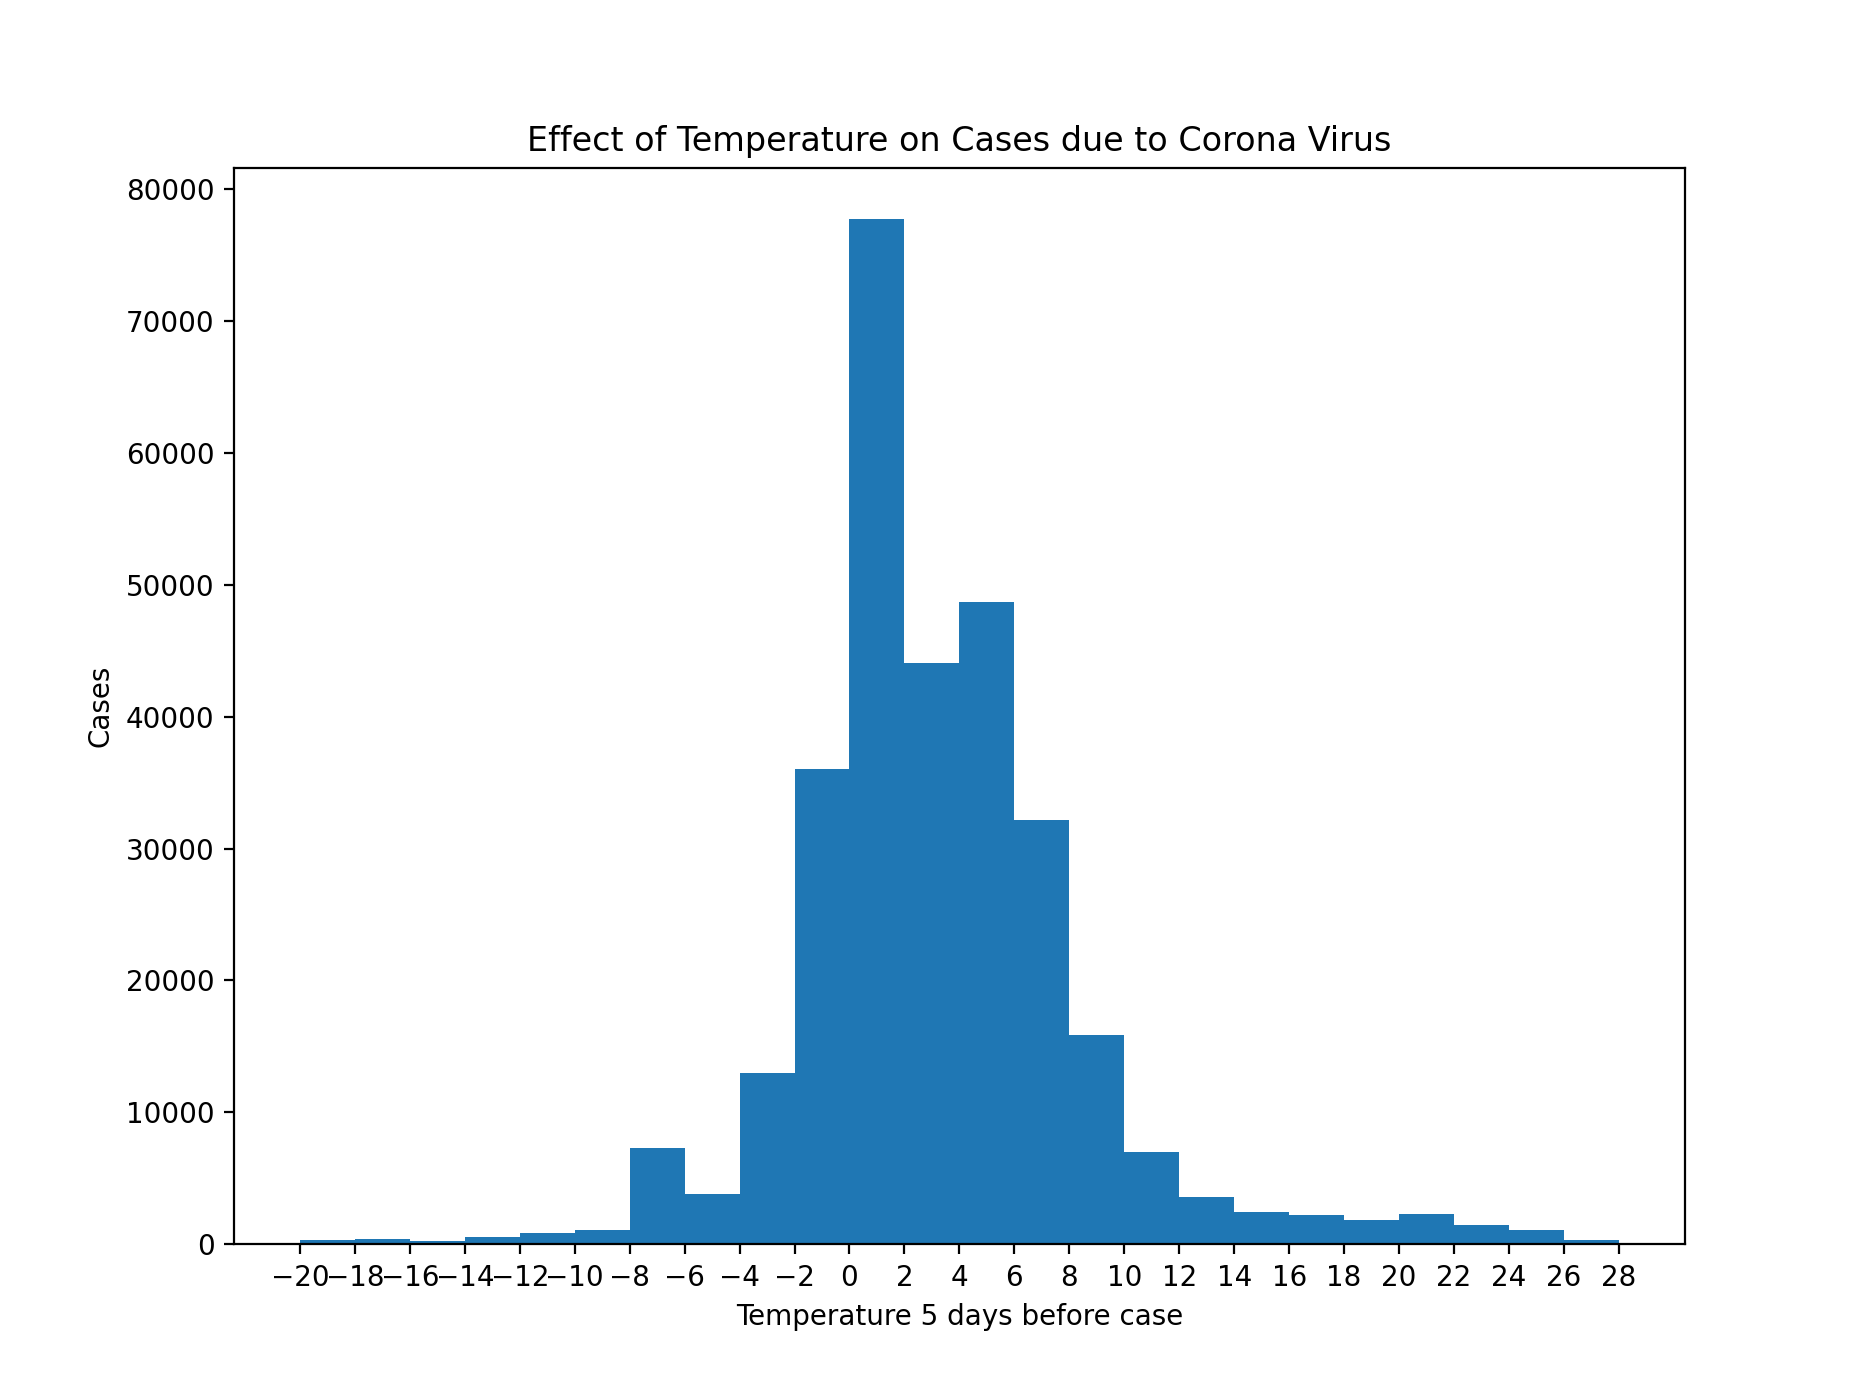 Effect of Temperature on Cases due to Corona Virus
80000
70000
60000
50000
40000
30000
20000
10000
0
Cases
−20 −18 −16 −14 −12 −10 −8 −6 −4 −2 0 2 4 6 8 10 12 14 16 18 20 22 24 26 28
Temperature 5 days before case